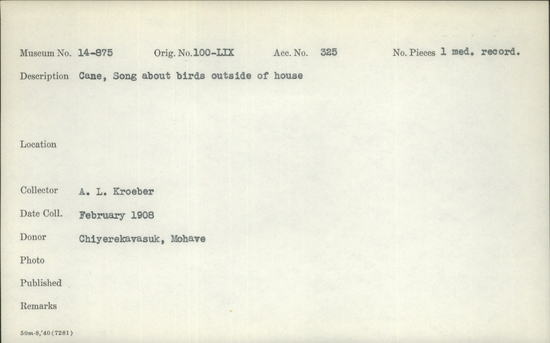 Museum No. 14-875 Orig. No. 100-LIX Acc. No. 325 No. Pieces 1 med. record.
Description Cane, Song about birds outside of house
Location
Collector A. L. Kroeber
Date Coll. February 1908
Donor Chiyerekavasuk, Mohave
Photo
Published
Remarks
50m-8,'40(7281)